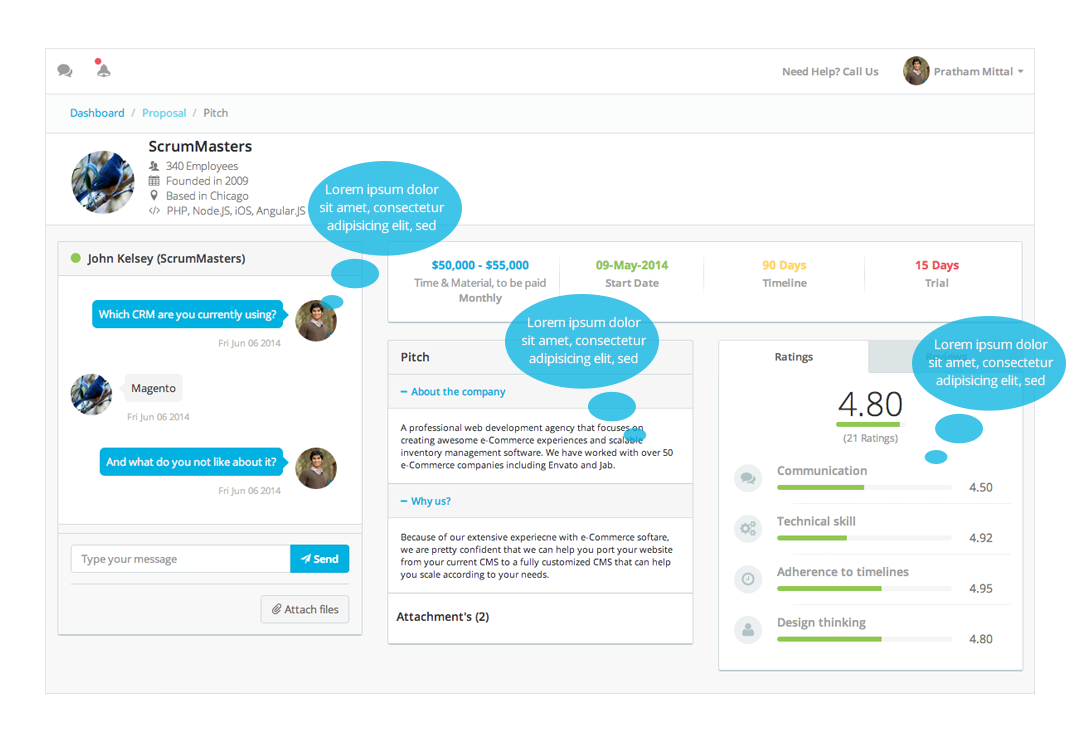 Need Help? Call Us
Pratham Mittal
Dashboard / Proposal / Pitch
ScrumMasters
340 Employees
Founded in 2009
Based in Chicago
</> PHP, Node.JS, iOS, Angular.JS
Lorem ipsum dolor
sit amet, consectetur
adipisicing elit, sed
John Kelsey (ScrumMasters)
Which CRM are you currently using?
Fri Jun 06 2014
Magento
Fri Jun 06 2014
And what do you not like about it?
Fri Jun 06 2014
Type your message
Send
Attach files
$50,000 - $55,000
Time & Material, to be paid
Monthly
09-May-2014
Start Date
90 Days
Timeline
15 Days
Trial
Lorem ipsum dolor
sit amet, consectetur
adipisicing elit, sed
Pitch
– About the company
A professional web development agency that focuses on
creating awesome e-Commerce experiences and scalable
inventory management software. We have worked with over 50
e-Commerce companies including Envato and Jab.
– Why us?
Because of our extensive experiecne with e-Commerce softare,
we are pretty confident that we can help you port your website
from your current CMS to a fully customized CMS that can help
you scale according to your needs.
Attachment's (2)
Lorem ipsum dolor
sit amet, consectetur
adipisicing elit, sed
Ratings
4.80
(21 Ratings)
Communication
4.50
Technical skill
4.92
Adherence to timelines
4.95
Design thinking
4.80